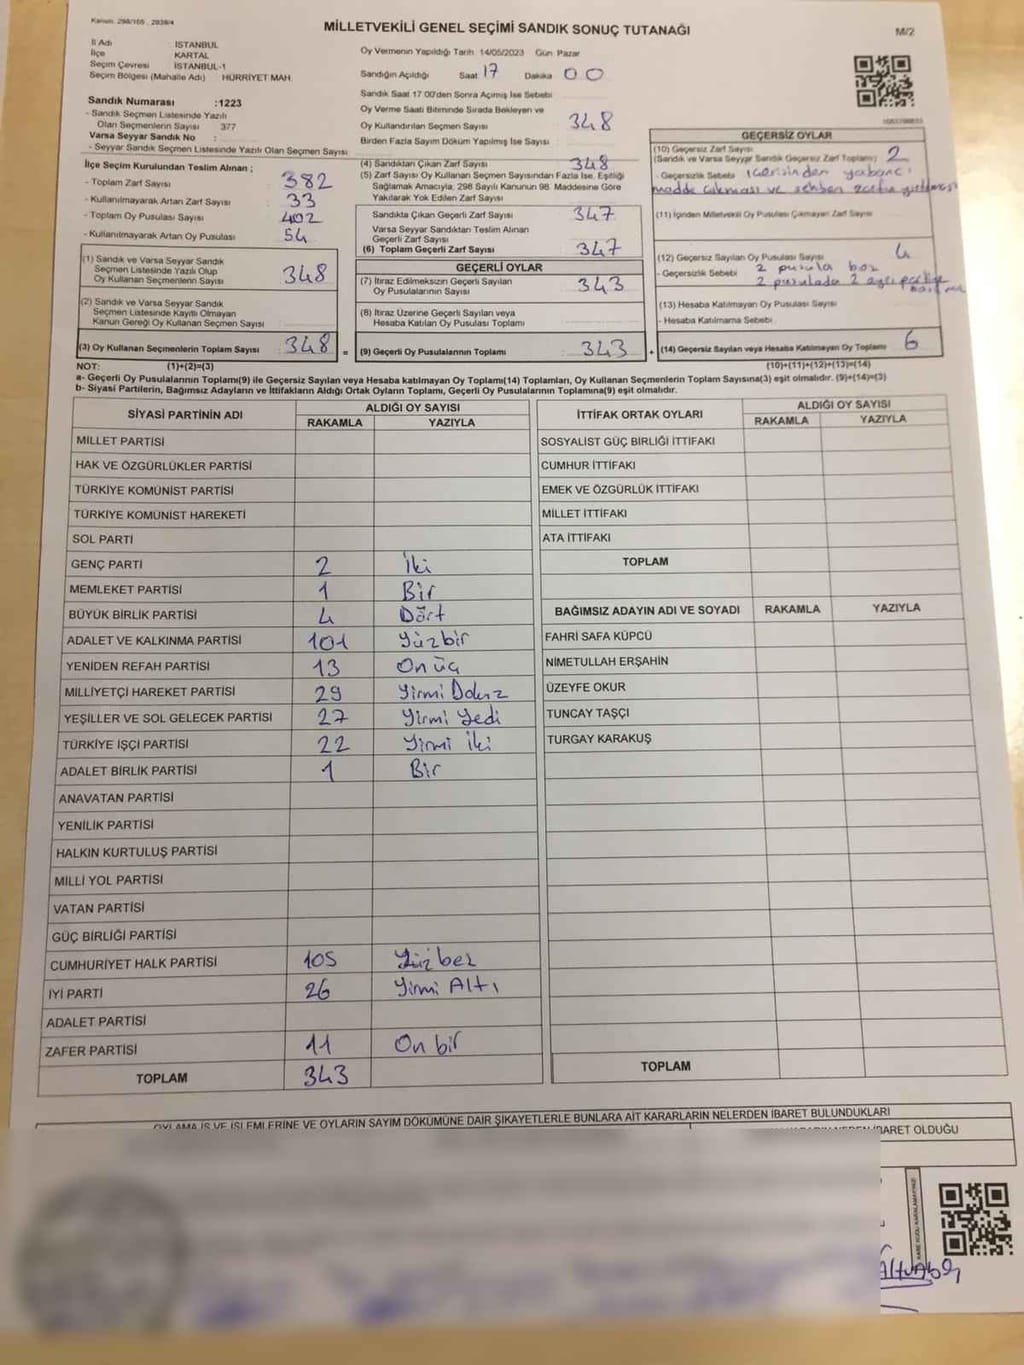 Kanun: 298/105 , 2839/4
MİLLETVEKİLİ GENEL SEÇİMİ SANDIK SONUÇ TUTANAĞI
M/2
İl Adı : İSTANBUL
İlçe : KARTAL
Seçim Çevresi : İSTANBUL-1
Seçim Bölgesi (Mahalle Adı) : HÜRRİYET MAH.
Oy Vermenin Yapıldığı Tarih: 14/05/2023 Gün: Pazar
Sandığın Açıldığı Saat 17 Dakika 00
Sandık Saat 17:00'den Sonra Açılmış İse Sebebi
Oy Verme Saati Bitiminde Sırada Bekleyen ve
Oy Kullandırılan Seçmen Sayısı 348
Birden Fazla Sayım Döküm Yapılmış İse Sayısı
Sandık Numarası :1223
- Sandık Seçmen Listesinde Yazılı
Olan Seçmenlerin Sayısı : 377
Varsa Seyyar Sandık No :
- Seyyar Sandık Seçmen Listesinde Yazılı Olan Seçmen Sayısı
İlçe Seçim Kurulundan Teslim Alınan ;
- Toplam Zarf Sayısı : 382
- Kullanılmayarak Artan Zarf Sayısı : 33
- Toplam Oy Pusulası Sayısı : 402
- Kullanılmayarak Artan Oy Pusulası : 54
(1) Sandık ve Varsa Seyyar Sandık
Seçmen Listesinde Yazılı Olup
Oy Kullanan Seçmenlerin Sayısı : 348
(2) Sandık ve Varsa Seyyar Sandık
Seçmen Listesinde Kayıtlı Olmayan
Kanun Gereği Oy Kullanan Seçmen Sayısı :
(3) Oy Kullanan Seçmenlerin Toplam Sayısı : 348
(4) Sandıktan Çıkan Zarf Sayısı 348
(5) Zarf Sayısı Oy Kullanan Seçmen Sayısından Fazla İse, Eşitliği
Sağlamak Amacıyla, 298 Sayılı Kanunun 98. Maddesine Göre
Yakılarak Yok Edilen Zarf Sayısı
Sandıkta Çıkan Geçerli Zarf Sayısı 347
Varsa Seyyar Sandıktan Teslim Alınan
Geçerli Zarf Sayısı
(6) Toplam Geçerli Zarf Sayısı : 347
GEÇERLİ OYLAR
(7) İtiraz Edilmeksizin Geçerli Sayılan
Oy Pusulalarının Sayısı : 343
(8) İtiraz Üzerine Geçerli Sayılan veya
Hesaba Katılan Oy Pusulası Toplamı :
= (9) Geçerli Oy Pusulalarının Toplamı : 343
GEÇERSİZ OYLAR
(10) Geçersiz Zarf Sayısı
(Sandık ve Varsa Seyyar Sandık Geçersiz Zarf Toplamı) : 2
- Geçersizlik Sebebi : içerisinden yabancı
madde çıkması ve
(11) İçinden Milletvekili Oy Pusulası Çıkmayan Zarf Sayısı
(12) Geçersiz Sayılan Oy Pusulası Sayısı 4
- Geçersizlik Sebebi : 2 pusula boş
2 pusulada 2 ayrı partiye
(13) Hesaba Katılmayan Oy Pusulası Sayısı
- Hesaba Katılmama Sebebi
+ (14) Geçersiz Sayılan veya Hesaba Katılmayan Oy Toplamı : 6
NOT: (1)+(2)=(3)
(10)+(11)+(12)+(13)=(14)
a- Geçerli Oy Pusulalarının Toplamı(9) ile Geçersiz Sayılan veya Hesaba katılmayan Oy Toplamı(14) Toplamları, Oy Kullanan Seçmenlerin Toplam Sayısına(3) eşit olmalıdır. (9)+(14)=(3)
b- Siyasi Partilerin, Bağımsız Adayların ve İttifakların Aldığı Ortak Oyların Toplamı, Geçerli Oy Pusulalarının Toplamına(9) eşit olmalıdır.
SİYASİ PARTİNİN ADI ALDIĞI OY SAYISI
RAKAMLA YAZIYLA
MİLLET PARTİSİ
HAK VE ÖZGÜRLÜKLER PARTİSİ
TÜRKİYE KOMÜNİST PARTİSİ
TÜRKİYE KOMÜNİST HAREKETİ
SOL PARTİ
GENÇ PARTİ 2 İki
MEMLEKET PARTİSİ 1 Bir
BÜYÜK BİRLİK PARTİSİ 4 Dört
ADALET VE KALKINMA PARTİSİ 101 Yüzbir
YENİDEN REFAH PARTİSİ 13 Onüç
MİLLİYETÇİ HAREKET PARTİSİ 29 Yirmi Dokuz
YEŞİLLER VE SOL GELECEK PARTİSİ 27 Yirmi Yedi
TÜRKİYE İŞÇİ PARTİSİ 22 Yirmi İki
ADALET BİRLİK PARTİSİ 1 Bir
ANAVATAN PARTİSİ
YENİLİK PARTİSİ
HALKIN KURTULUŞ PARTİSİ
MİLLİ YOL PARTİSİ
VATAN PARTİSİ
GÜÇ BİRLİĞİ PARTİSİ
CUMHURİYET HALK PARTİSİ 105 Yüz beş
İYİ PARTİ 26 Yirmi Altı
ADALET PARTİSİ
ZAFER PARTİSİ 11 On bir
TOPLAM 343
İTTİFAK ORTAK OYLARI ALDIĞI OY SAYISI
RAKAMLA YAZIYLA
SOSYALİST GÜÇ BİRLİĞİ İTTİFAKI
CUMHUR İTTİFAKI
EMEK VE ÖZGÜRLÜK İTTİFAKI
MİLLET İTTİFAKI
ATA İTTİFAKI
TOPLAM
BAĞIMSIZ ADAYIN ADI VE SOYADI RAKAMLA YAZIYLA
FAHRİ SAFA KÜPCÜ
NİMETULLAH ERŞAHİN
ÜZEYFE OKUR
TUNCAY TAŞÇI
TURGAY KARAKUŞ
TOPLAM
OYLAMA İŞ VE İŞLEMLERİNE VE OYLARIN SAYIM DÖKÜMÜNE DAİR ŞİKAYETLERLE BUNLARA AİT KARARLARIN NELERDEN İBARET BULUNDUKLARI
İBARET OLDUĞU